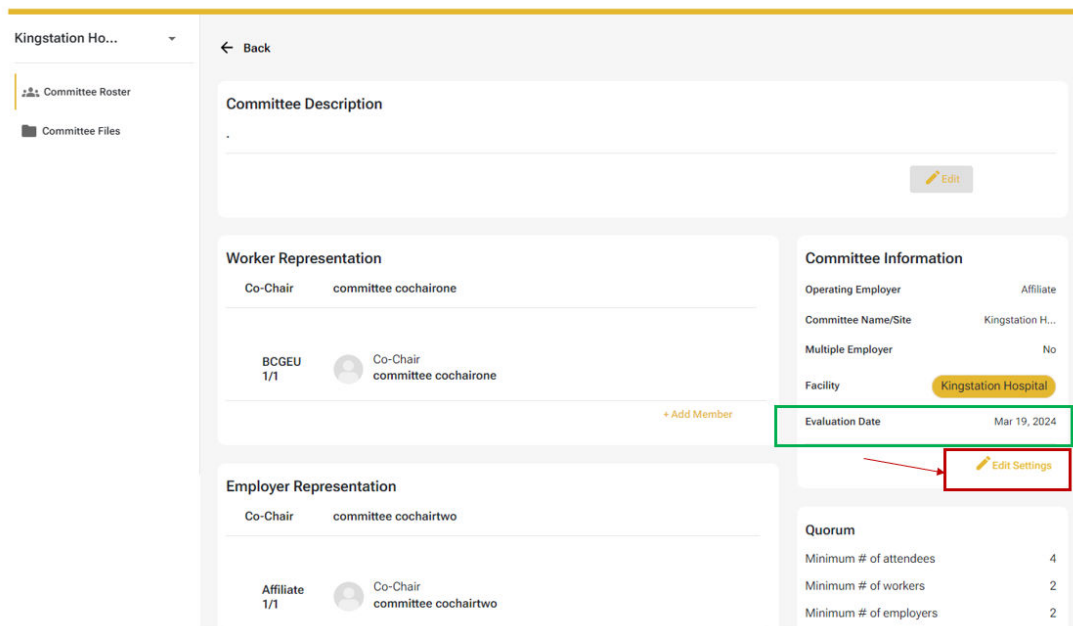 Kingstation Ho...
Committee Roster
Committee Files
Back
Committee Description
.
Edit
Worker Representation
Co-Chair committee cochairone
BCGEU
1/1
Co-Chair
committee cochairone
+ Add Member
Employer Representation
Co-Chair committee cochairtwo
Affiliate
1/1
Co-Chair
committee cochairtwo
Committee Information
Operating Employer Affiliate
Committee Name/Site Kingstation H...
Multiple Employer No
Facility Kingstation Hospital
Evaluation Date Mar 19, 2024
Edit Settings
Quorum
Minimum # of attendees 4
Minimum # of workers 2
Minimum # of employers 2